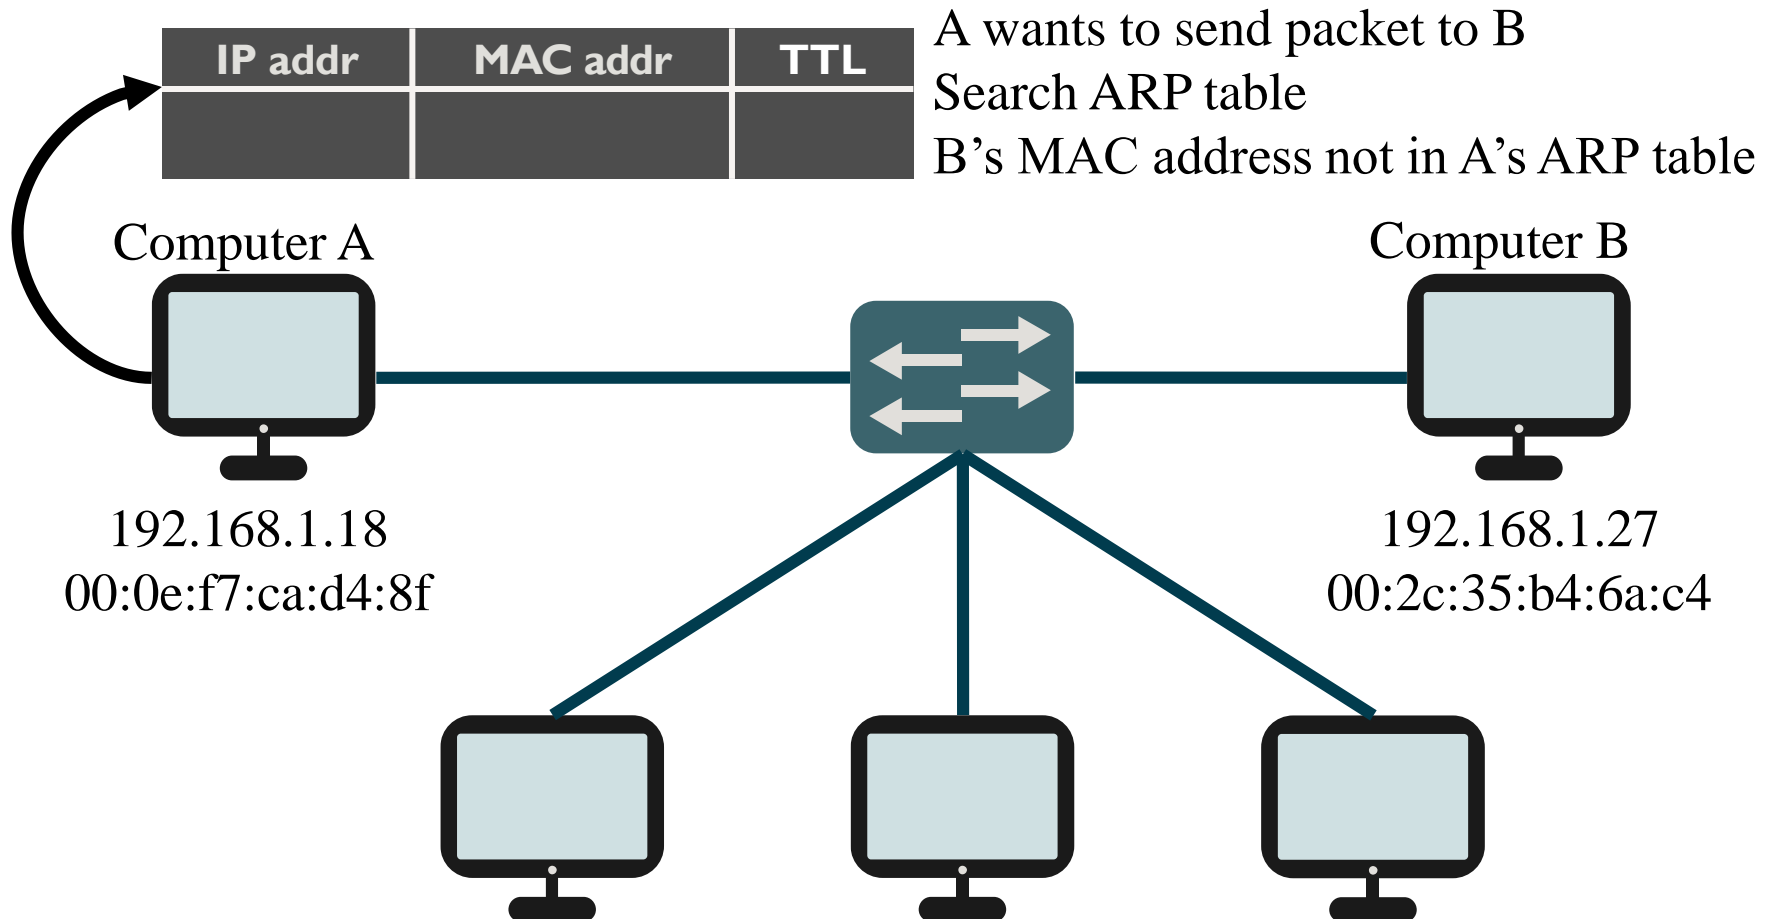 IP addr MAC addr TTL
A wants to send packet to B
Search ARP table
B’s MAC address not in A’s ARP table
Computer A
Computer B
192.168.1.18
00:0e:f7:ca:d4:8f
192.168.1.27
00:2c:35:b4:6a:c4